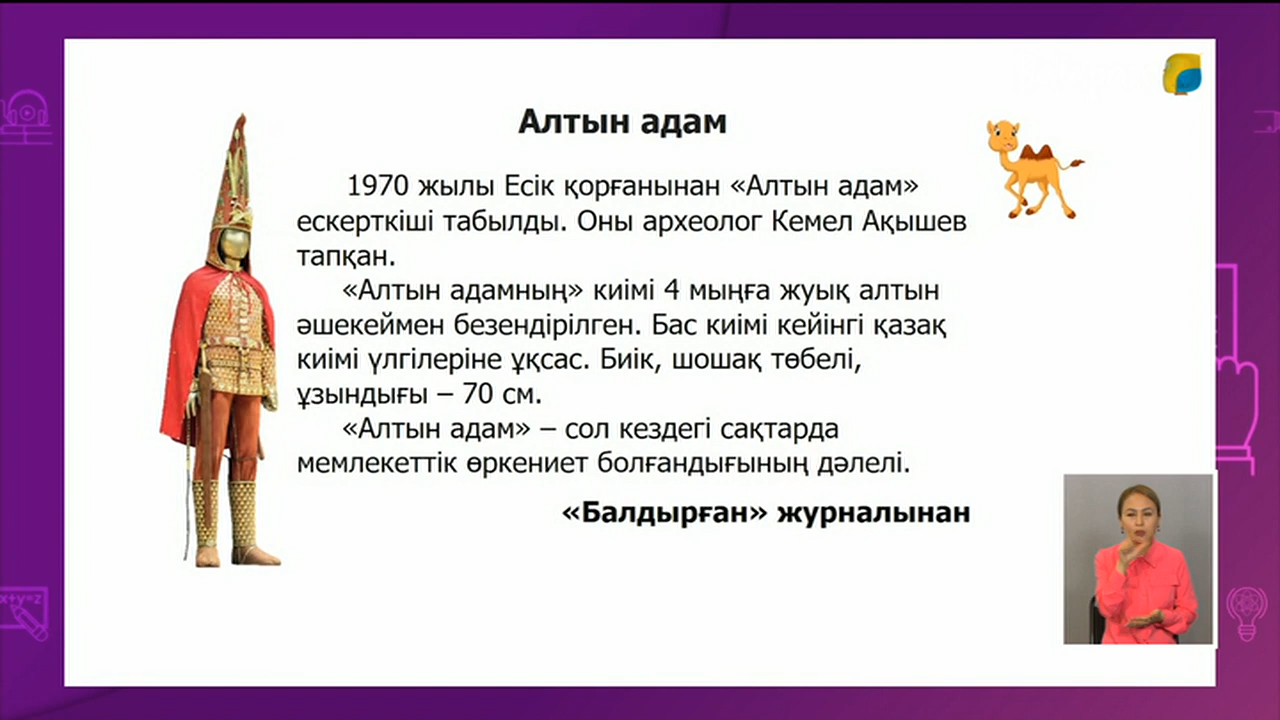 Алтын адам
1970 жылы Есік қорғанынан «Алтын адам»
ескерткіші табылды. Оны археолог Кемел Ақышев
тапқан.
«Алтын адамның» киімі 4 мыңға жуық алтын
әшекеймен безендірілген. Бас киімі кейінгі қазақ
киімі үлгілеріне ұқсас. Биік, шошақ төбелі,
ұзындығы – 70 см.
«Алтын адам» – сол кездегі сақтарда
мемлекеттік өркениет болғандығының дәлелі.
«Балдырған» журналынан
x+y=z